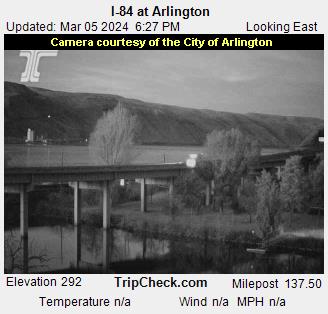 I-84 at Arlington
Updated: Mar 05 2024 6:27 PM Looking East
Camera courtesy of the City of Arlington
Elevation 292 TripCheck.com Milepost 137.50
Temperature n/a Wind n/a MPH n/a